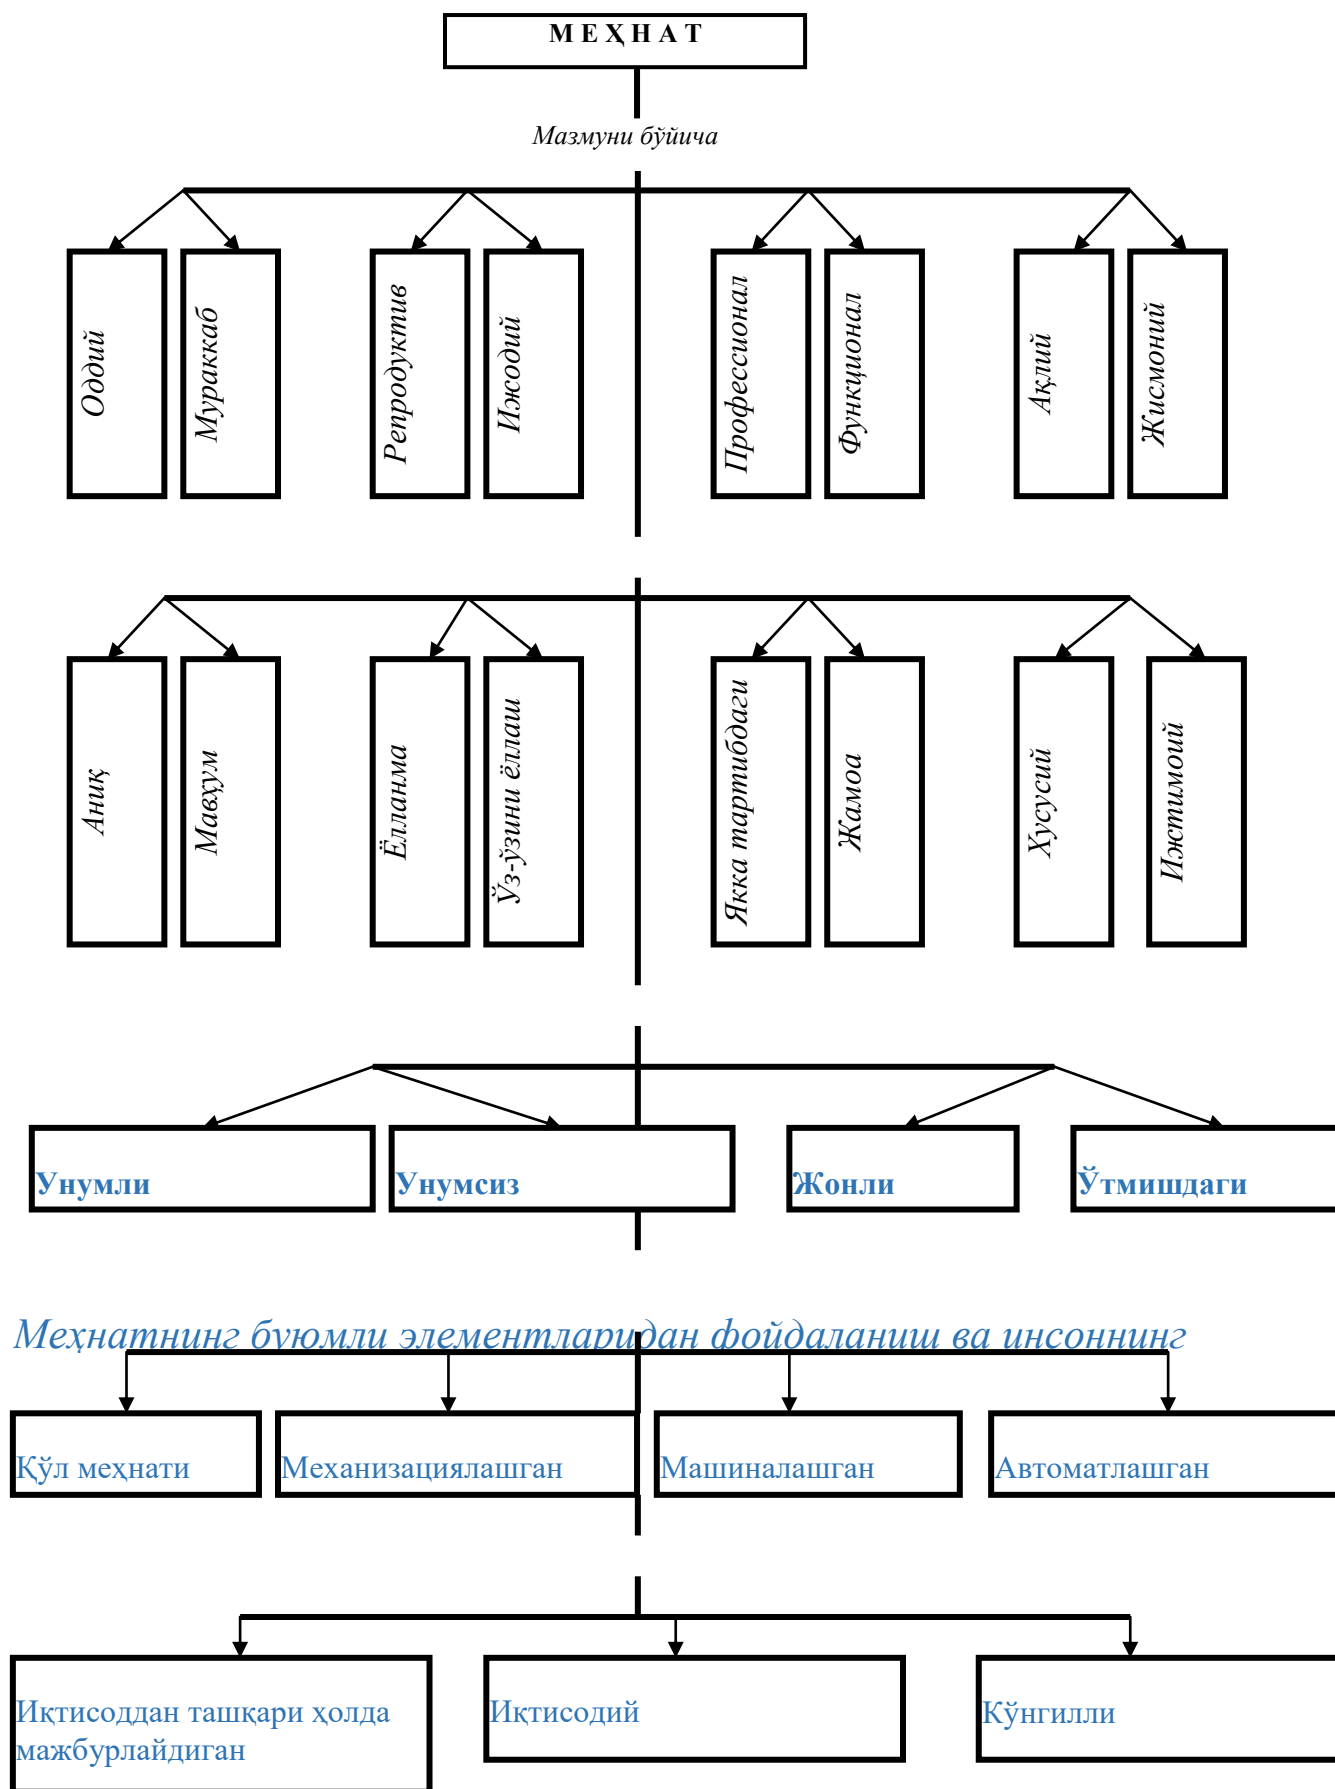 М Е Ҳ Н А Т
Мазмуни бўйича
Оддий
Мураккаб
Репродуктив
Ижодий
Профессионал
Функционал
Ақлий
Жисмоний
Аниқ
Мавҳум
Ёлланма
Ўз-ўзини ёллаш
Якка тартибдаги
Жамоа
Хусусий
Ижтимоий
Унумли
Унумсиз
Жонли
Ўтмишдаги
Меҳнатнинг буюмли элементларидан фойдаланиш ва инсоннинг
Қўл меҳнати
Механизациялашган
Машиналашган
Автоматлашган
Иқтисоддан ташқари ҳолда
мажбурлайдиган
Иқтисодий
Кўнгилли